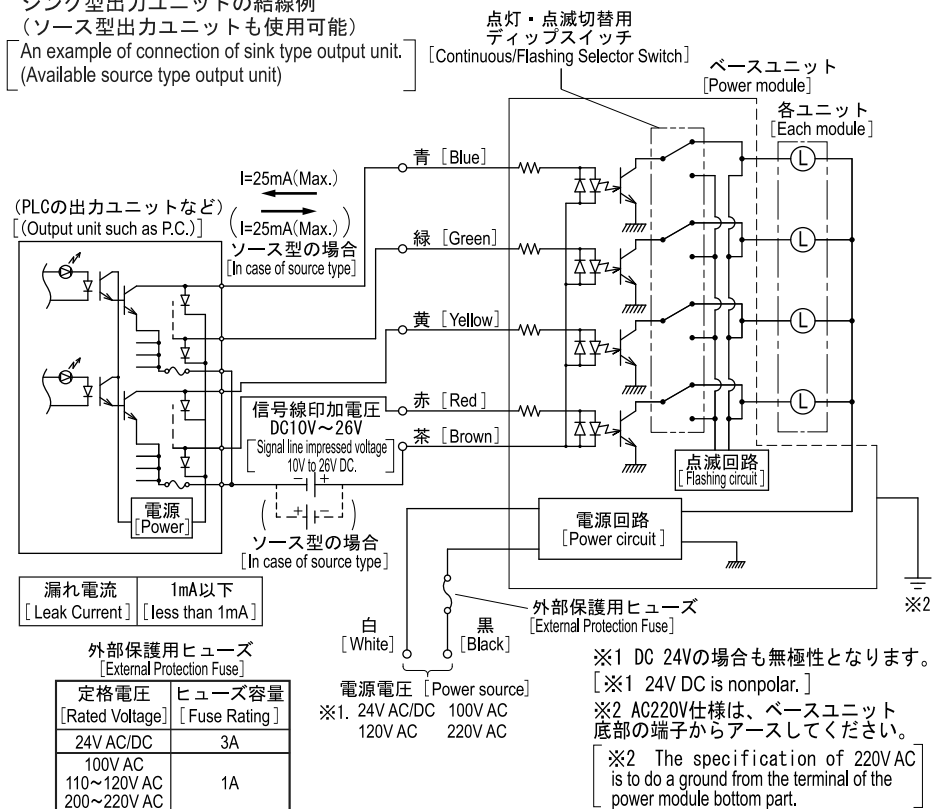 シンク型出力ユニットの結線例
(ソース型出力ユニットも使用可能)
[An example of connection of sink type output unit.
(Available source type output unit)]
点灯・点滅切替用
ディップスイッチ
[Continuous/Flashing Selector Switch]
ベースユニット
[Power module]
各ユニット
[Each module]
青 [Blue]
L
I=25mA(Max.)
(I=25mA(Max.))
ソース型の場合
[In case of source type]
(PLCの出力ユニットなど)
[(Output unit such as P.C.)]
緑 [Green]
L
黄 [Yellow]
L
赤 [Red]
L
茶 [Brown]
信号線印加電圧
DC10V～26V
[Signal line impressed voltage
10V to 26V DC.]
− +
+ −
ソース型の場合
[In case of source type]
電源
[Power]
点滅回路
[Flashing circuit]
電源回路
[Power circuit]
※2
漏れ電流 1mA以下
[Leak Current] [less than 1mA]
外部保護用ヒューズ
[External Protection Fuse]
白
[White]
黒
[Black]
電源電圧 [Power source]
※1. 24V AC/DC 100V AC
120V AC 220V AC
外部保護用ヒューズ
[External Protection Fuse]
定格電圧 ヒューズ容量
[Rated Voltage] [Fuse Rating]
24V AC/DC 3A
100V AC
110～120V AC 1A
200～220V AC
※1 DC 24Vの場合も無極性となります。
[※1 24V DC is nonpolar.]
※2 AC220V仕様は、ベースユニット
底部の端子からアースしてください。
[※2 The specification of 220V AC
is to do a ground from the terminal of the
power module bottom part.]